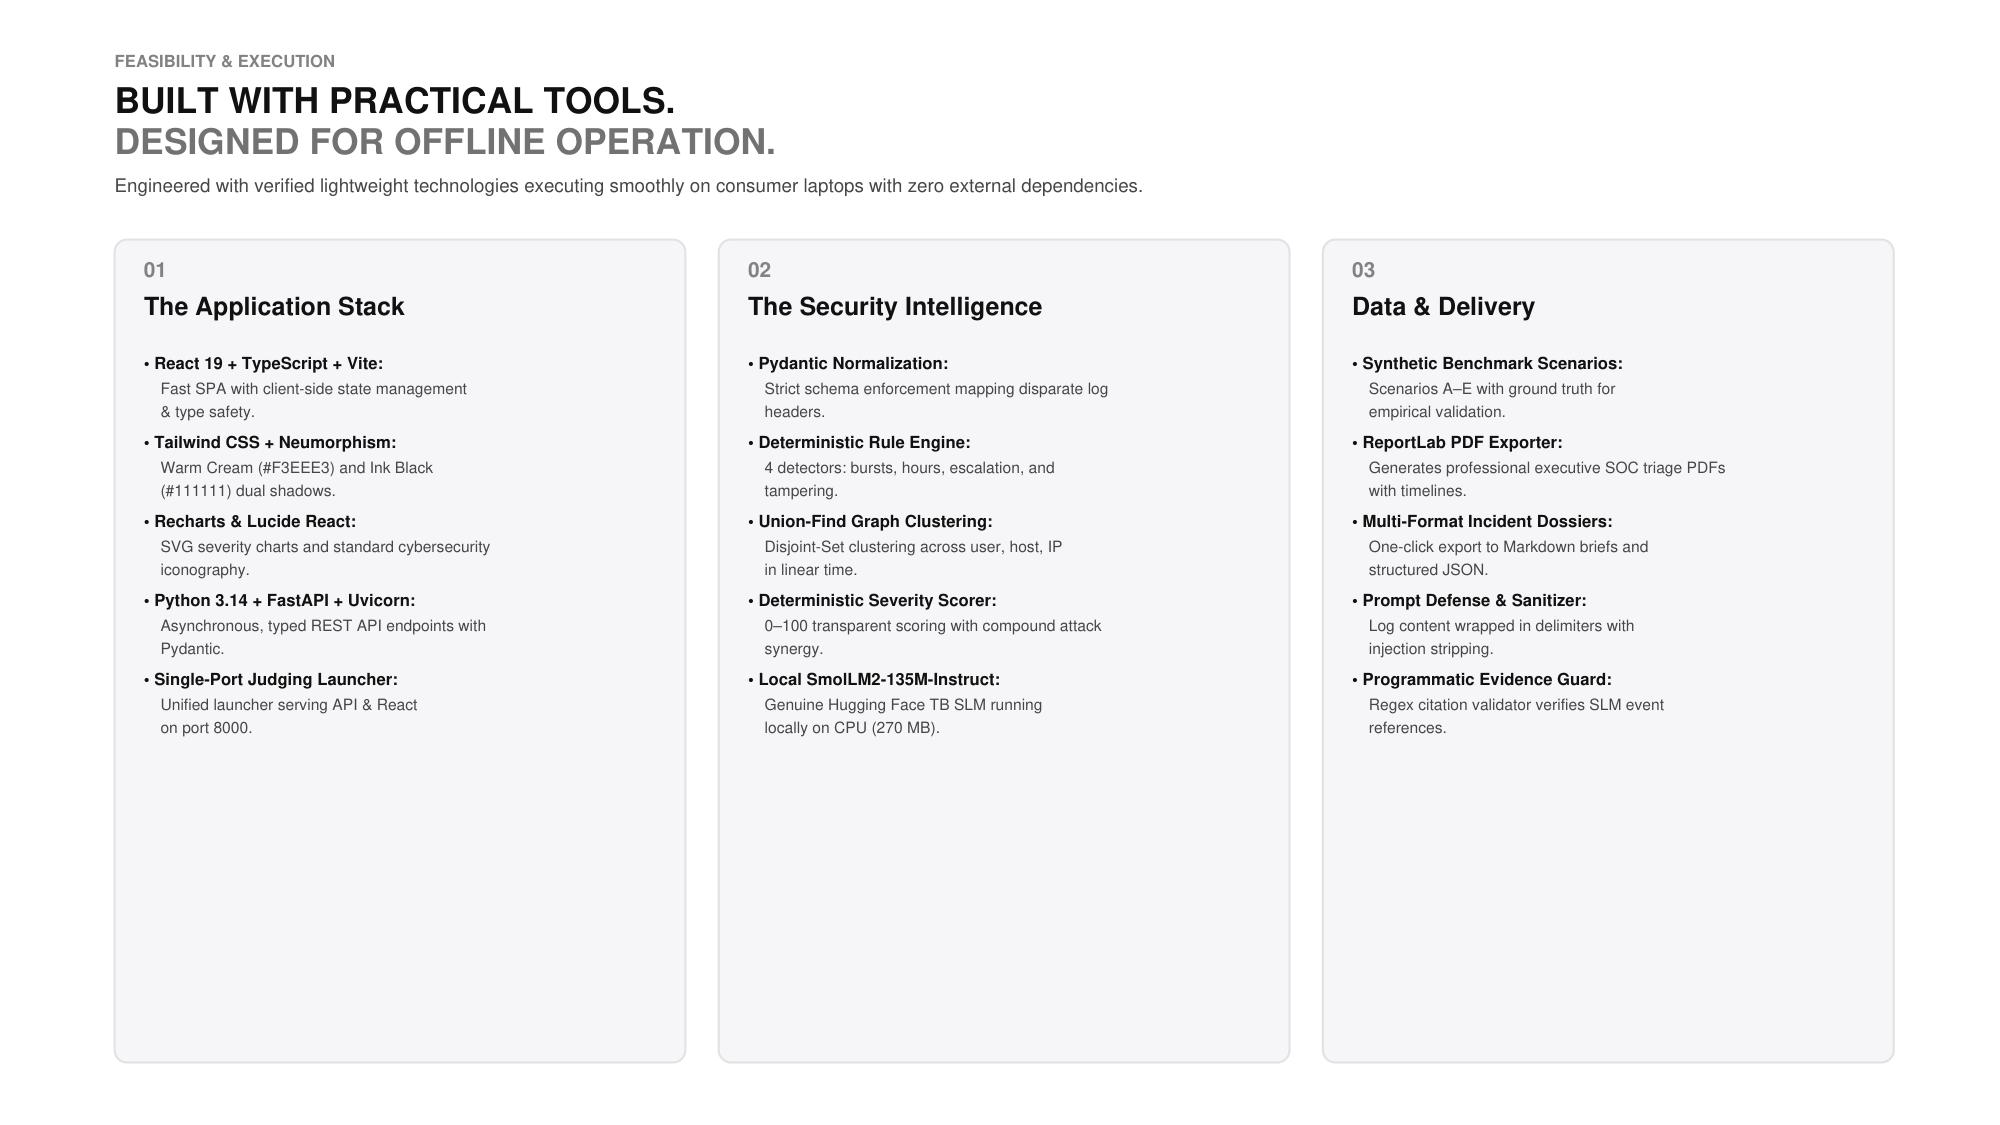 FEASIBILITY & EXECUTION
BUILT WITH PRACTICAL TOOLS.
DESIGNED FOR OFFLINE OPERATION.
Engineered with verified lightweight technologies executing smoothly on consumer laptops with zero external dependencies.
01
The Application Stack
• React 19 + TypeScript + Vite:
Fast SPA with client-side state management
& type safety.
• Tailwind CSS + Neumorphism:
Warm Cream (#F3EEE3) and Ink Black
(#111111) dual shadows.
• Recharts & Lucide React:
SVG severity charts and standard cybersecurity
iconography.
• Python 3.14 + FastAPI + Uvicorn:
Asynchronous, typed REST API endpoints with
Pydantic.
• Single-Port Judging Launcher:
Unified launcher serving API & React
on port 8000.
02
The Security Intelligence
• Pydantic Normalization:
Strict schema enforcement mapping disparate log
headers.
• Deterministic Rule Engine:
4 detectors: bursts, hours, escalation, and
tampering.
• Union-Find Graph Clustering:
Disjoint-Set clustering across user, host, IP
in linear time.
• Deterministic Severity Scorer:
0–100 transparent scoring with compound attack
synergy.
• Local SmolLM2-135M-Instruct:
Genuine Hugging Face TB SLM running
locally on CPU (270 MB).
03
Data & Delivery
• Synthetic Benchmark Scenarios:
Scenarios A–E with ground truth for
empirical validation.
• ReportLab PDF Exporter:
Generates professional executive SOC triage PDFs
with timelines.
• Multi-Format Incident Dossiers:
One-click export to Markdown briefs and
structured JSON.
• Prompt Defense & Sanitizer:
Log content wrapped in delimiters with
injection stripping.
• Programmatic Evidence Guard:
Regex citation validator verifies SLM event
references.